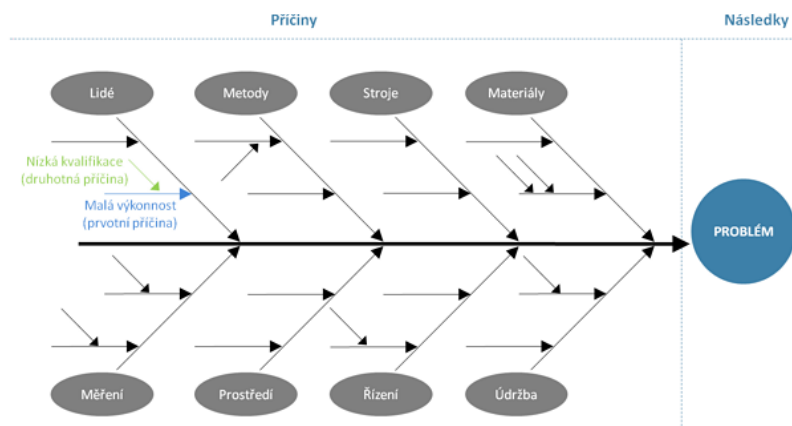 Příčiny
Následky
Lidé
Metody
Stroje
Materiály
Nízká kvalifikace
(druhotná příčina)
Malá výkonnost
(prvotní příčina)
PROBLÉM
Měření
Prostředí
Řízení
Údržba